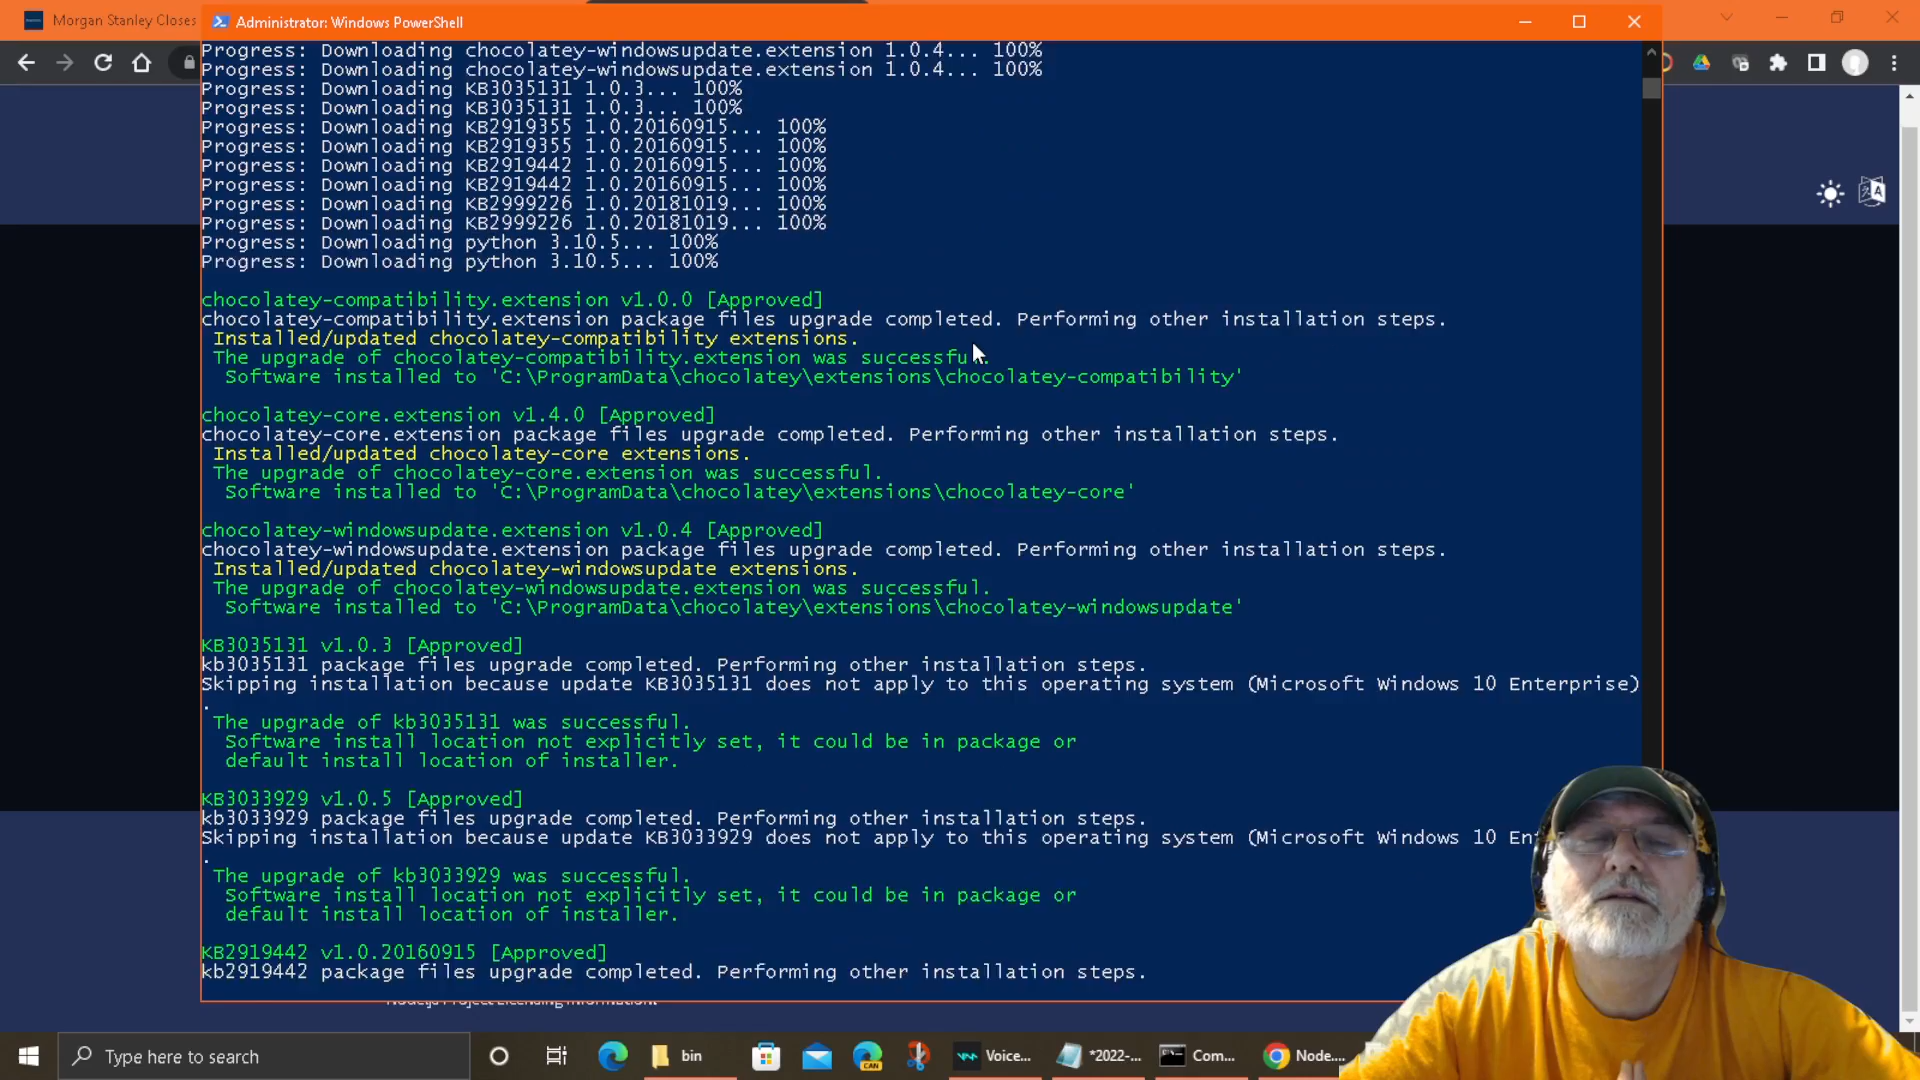 Morgan Stanley Closes
Administrator: Windows PowerShell
Progress: Downloading chocolatey-windowsupdate.extension 1.0.4... 100%
Progress: Downloading chocolatey-windowsupdate.extension 1.0.4... 100%
Progress: Downloading KB3035131 1.0.3... 100%
Progress: Downloading KB3035131 1.0.3... 100%
Progress: Downloading KB2919355 1.0.20160915... 100%
Progress: Downloading KB2919355 1.0.20160915... 100%
Progress: Downloading KB2919442 1.0.20160915... 100%
Progress: Downloading KB2919442 1.0.20160915... 100%
Progress: Downloading KB2999226 1.0.20181019... 100%
Progress: Downloading KB2999226 1.0.20181019... 100%
Progress: Downloading python 3.10.5... 100%
Progress: Downloading python 3.10.5... 100%
chocolatey-compatibility.extension v1.0.0 [Approved]
chocolatey-compatibility.extension package files upgrade completed. Performing other installation steps.
Installed/updated chocolatey-compatibility extensions.
The upgrade of chocolatey-compatibility.extension was successful.
Software installed to 'C:\ProgramData\chocolatey\extensions\chocolatey-compatibility'
chocolatey-core.extension v1.4.0 [Approved]
chocolatey-core.extension package files upgrade completed. Performing other installation steps.
Installed/updated chocolatey-core extensions.
The upgrade of chocolatey-core.extension was successful.
Software installed to 'C:\ProgramData\chocolatey\extensions\chocolatey-core'
chocolatey-windowsupdate.extension v1.0.4 [Approved]
chocolatey-windowsupdate.extension package files upgrade completed. Performing other installation steps.
Installed/updated chocolatey-windowsupdate extensions.
The upgrade of chocolatey-windowsupdate.extension was successful.
Software installed to 'C:\ProgramData\chocolatey\extensions\chocolatey-windowsupdate'
KB3035131 v1.0.3 [Approved]
kb3035131 package files upgrade completed. Performing other installation steps.
Skipping installation because update KB3035131 does not apply to this operating system (Microsoft Windows 10 Enterprise)
.
The upgrade of kb3035131 was successful.
Software install location not explicitly set, it could be in package or
default install location of installer.
KB3033929 v1.0.5 [Approved]
kb3033929 package files upgrade completed. Performing other installation steps.
Skipping installation because update KB3033929 does not apply to this operating system (Microsoft Windows 10 En
.
The upgrade of kb3033929 was successful.
Software install location not explicitly set, it could be in package or
default install location of installer.
KB2919442 v1.0.20160915 [Approved]
kb2919442 package files upgrade completed. Performing other installation steps.
Type here to search
bin
CAN
Voice...
*2022-...
Com...
Node....